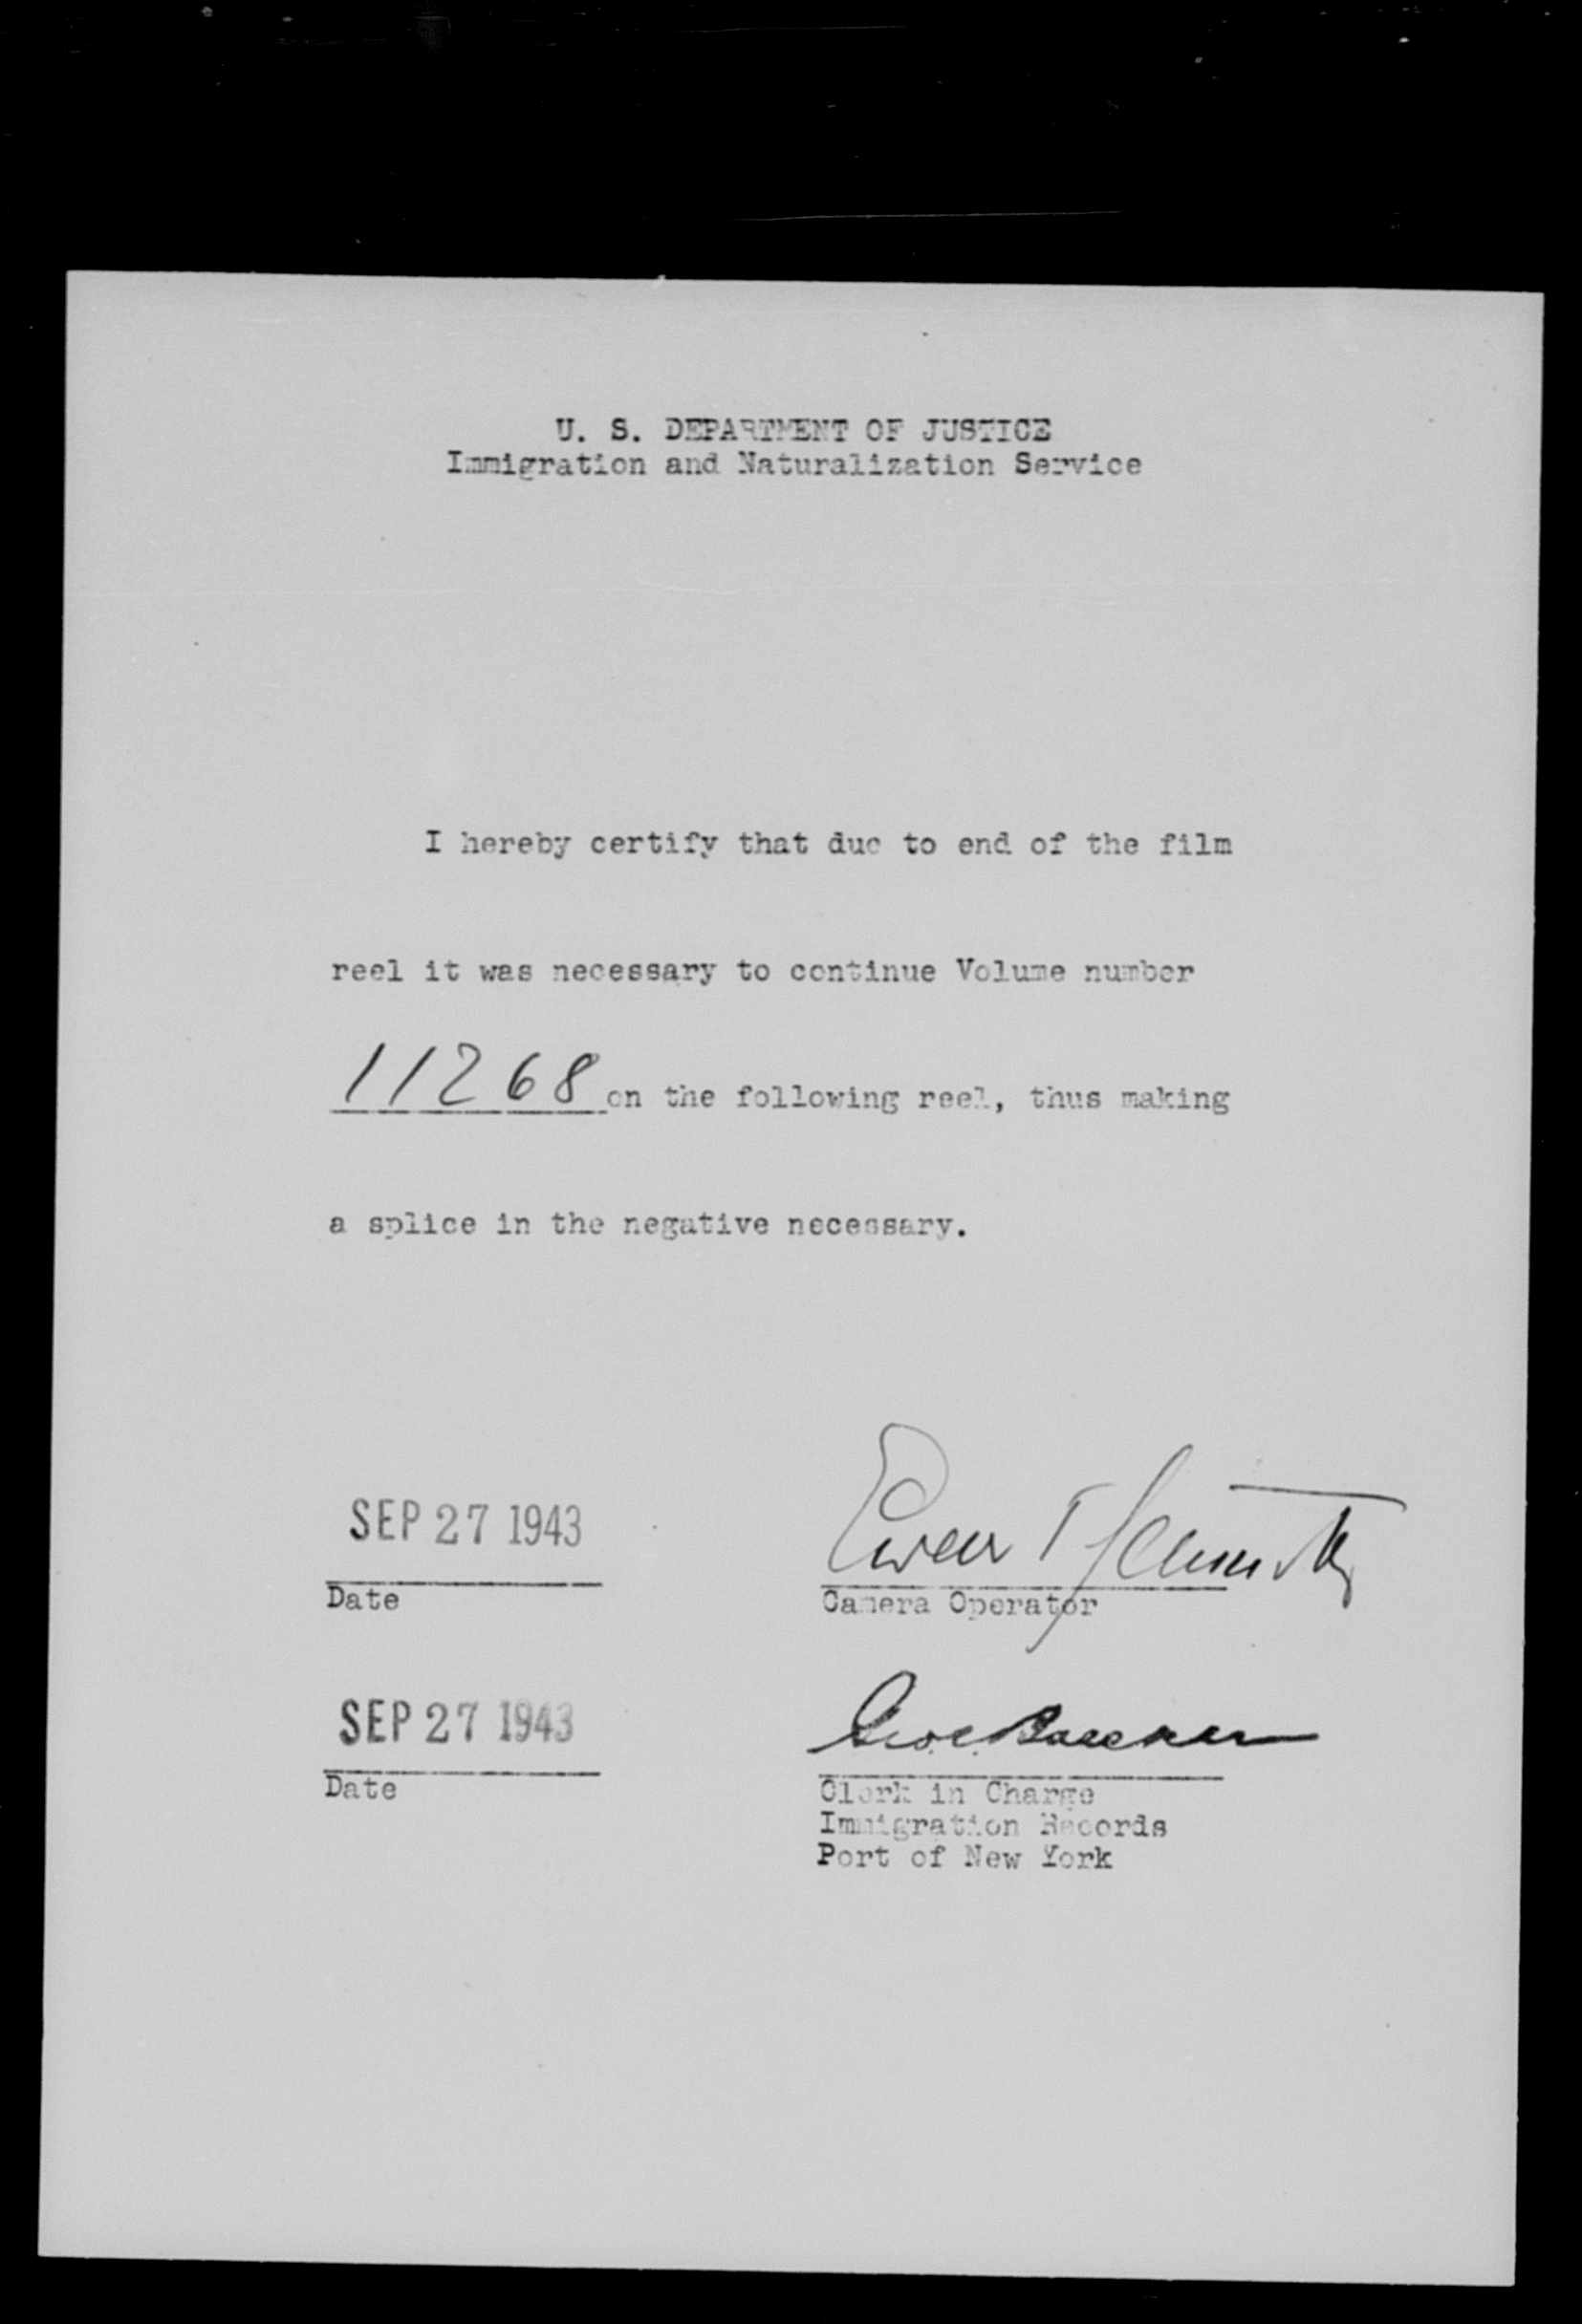 U. S. DEPARTMENT OF JUSTICE
Immigration and Naturalization Service
I hereby certify that due to end of the film
reel it was necessary to continue Volume number
11268 on the following reel, thus making
a splice in the negative necessary.
SEP 27 1943
Date
Camera Operator
SEP 27 1943
Date
Clerk in Charge
Immigration Records
Port of New York